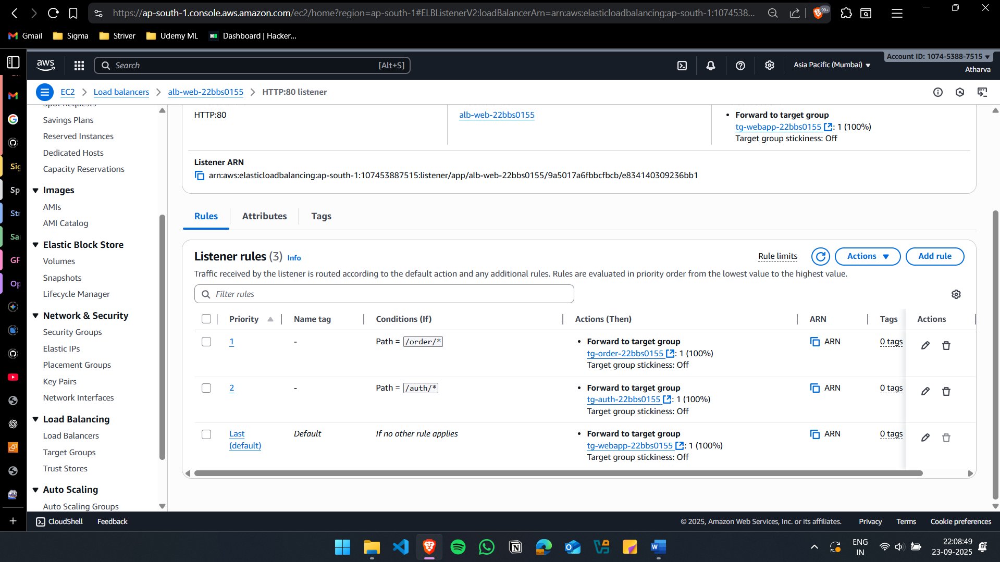 https://ap-south-1.console.aws.amazon.com/ec2/home?region=ap-south-1#ELBListenerV2:loadBalancerArn=arn:aws:elasticloadbalancing:ap-south-1:1074538...
99+
Gmail
Sigma
Striver
Udemy ML
Dashboard | Hacker...
aws
Search
[Alt+S]
Asia Pacific (Mumbai)
Account ID: 1074-5388-7515
Atharva
EC2
Load balancers
alb-web-22bbs0155
HTTP:80 listener
Sig
Sp
Str
Sa
GF
Op
Spot Requests
Savings Plans
Reserved Instances
Dedicated Hosts
Capacity Reservations
Images
AMIs
AMI Catalog
Elastic Block Store
Volumes
Snapshots
Lifecycle Manager
Network & Security
Security Groups
Elastic IPs
Placement Groups
Key Pairs
Network Interfaces
Load Balancing
Load Balancers
Target Groups
Trust Stores
Auto Scaling
Auto Scaling Groups
HTTP:80
alb-web-22bbs0155
Forward to target group
tg-webapp-22bbs0155: 1 (100%)
Target group stickiness: Off
Listener ARN
arn:aws:elasticloadbalancing:ap-south-1:107453887515:listener/app/alb-web-22bbs0155/9a5017a6fbbcfbcb/e834140309236bb1
Rules
Attributes
Tags
Listener rules (3) Info
Rule limits
Actions
Add rule
Traffic received by the listener is routed according to the default action and any additional rules. Rules are evaluated in priority order from the lowest value to the highest value.
Filter rules
Priority
Name tag
Conditions (If)
Actions (Then)
ARN
Tags
Actions
1
-
Path = /order/*
Forward to target group
tg-order-22bbs0155: 1 (100%)
Target group stickiness: Off
ARN
0 tags
2
-
Path = /auth/*
Forward to target group
tg-auth-22bbs0155: 1 (100%)
Target group stickiness: Off
ARN
0 tags
Last
(default)
Default
If no other rule applies
Forward to target group
tg-webapp-22bbs0155: 1 (100%)
Target group stickiness: Off
ARN
0 tags
CloudShell
Feedback
© 2025, Amazon Web Services, Inc. or its affiliates.
Privacy
Terms
Cookie preferences
ENG
IN
22:08:49
23-09-2025